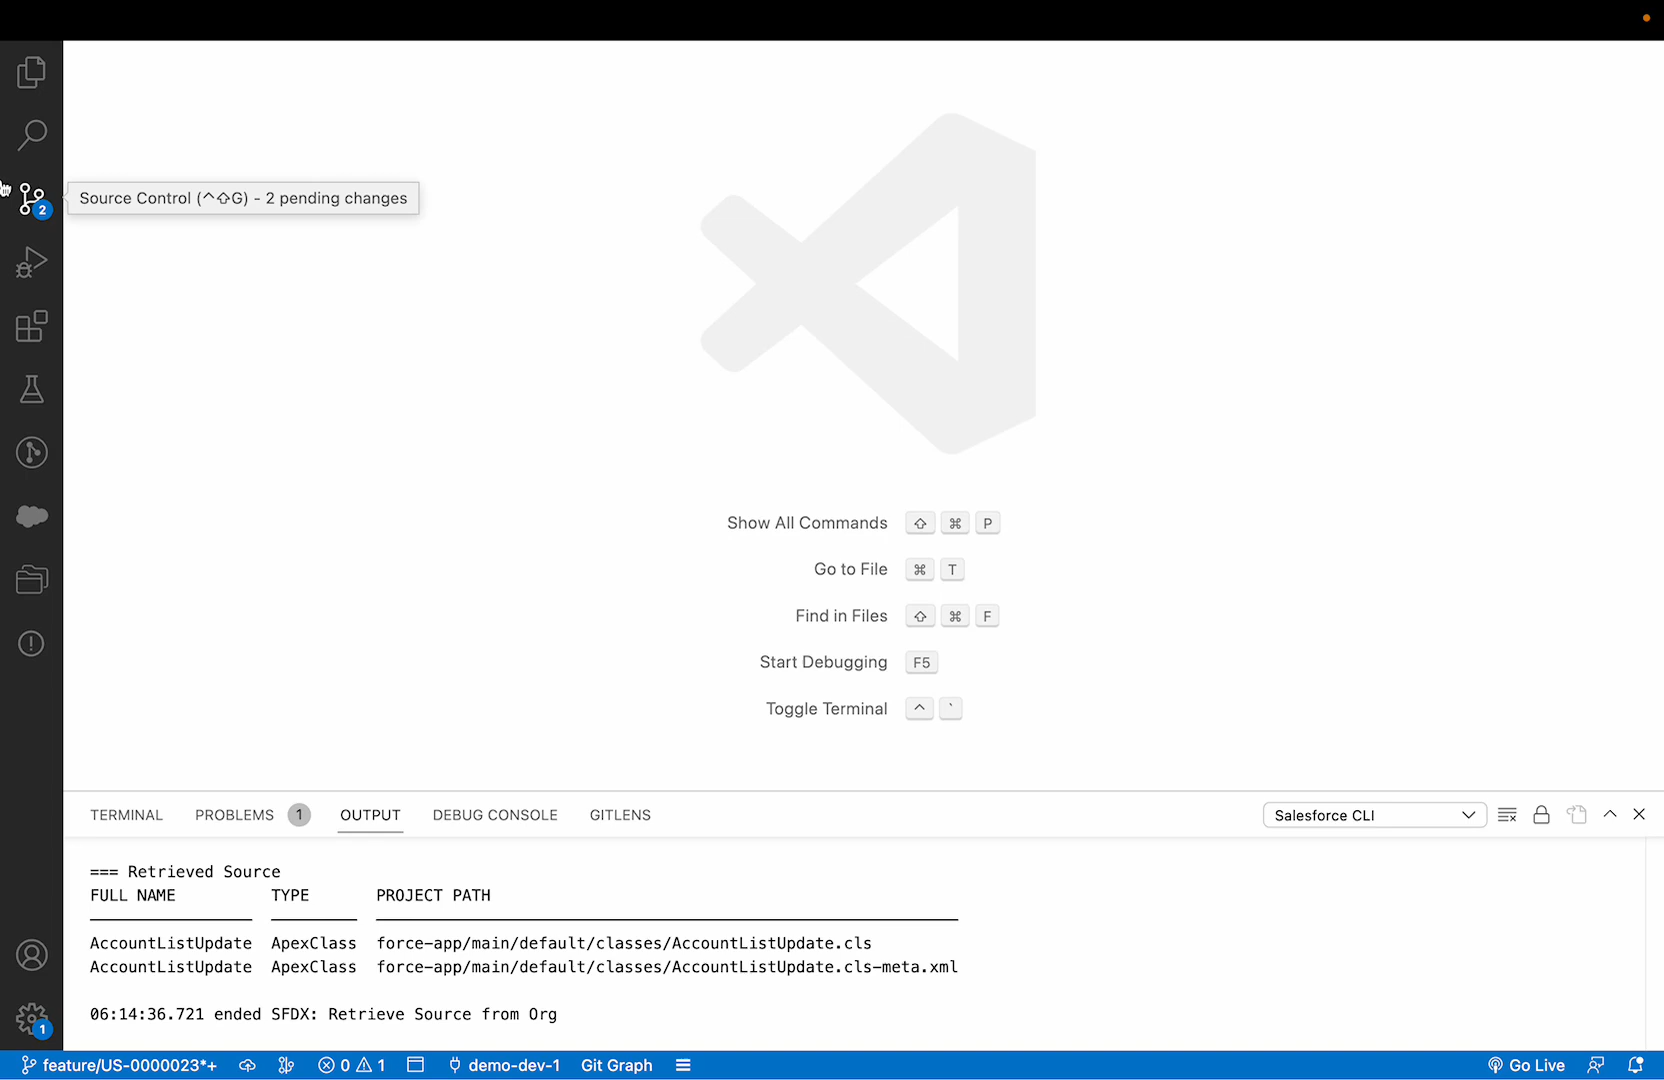 2
Source Control (^⇧G) - 2 pending changes
Show All Commands ⇧ ⌘ P
Go to File ⌘ T
Find in Files ⇧ ⌘ F
Start Debugging F5
Toggle Terminal ^ `
TERMINAL PROBLEMS 1 OUTPUT DEBUG CONSOLE GITLENS Salesforce CLI
=== Retrieved Source
FULL NAME TYPE PROJECT PATH
AccountListUpdate ApexClass force-app/main/default/classes/AccountListUpdate.cls
AccountListUpdate ApexClass force-app/main/default/classes/AccountListUpdate.cls-meta.xml
06:14:36.721 ended SFDX: Retrieve Source from Org
1
feature/US-0000023*+ 0 1 demo-dev-1 Git Graph Go Live